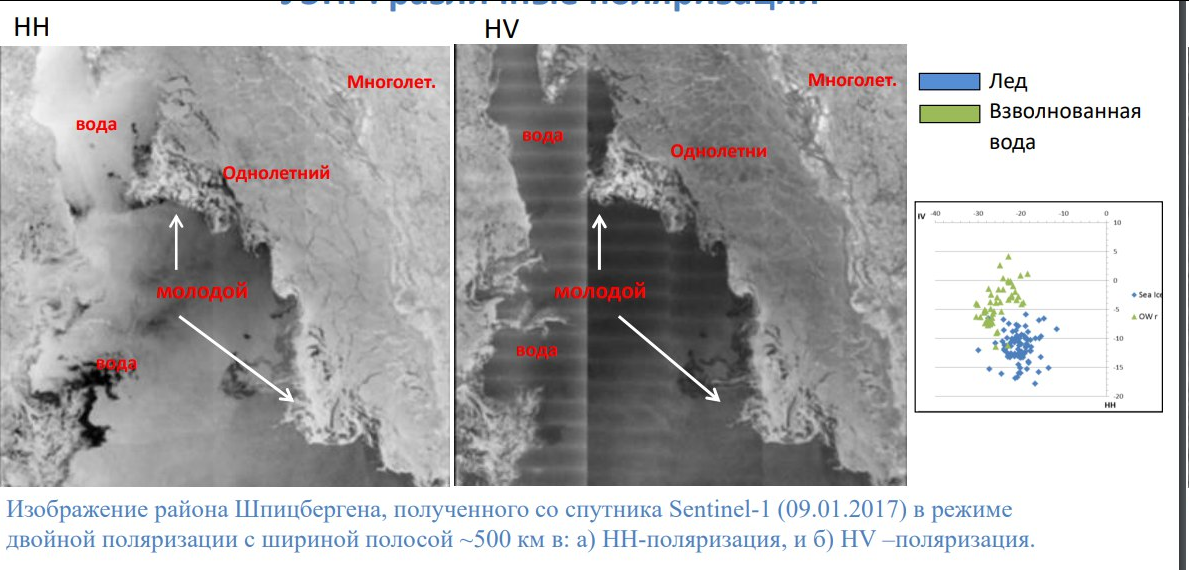 HH
HV
Многолет.
вода
Однолетний
молодой
вода
Многолет.
вода
Однолетни
молодой
вода
Лед
Взволнованная
вода
-40 -30 -20 -10 0
10
5
0
-5
-10
-15
-20
HH
OW r
Изображение района Шпицбергена, полученного со спутника Sentinel-1 (09.01.2017) в режиме
двойной поляризации с шириной полосой ~500 км в: а) HH-поляризация, и б) HV –поляризация.